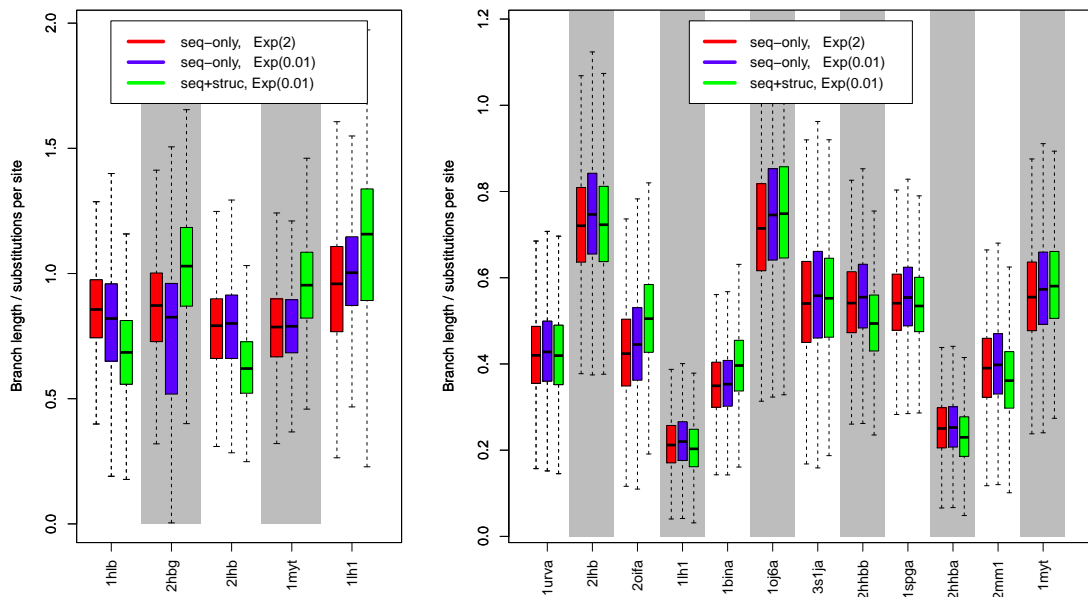 Branch length / substitutions per site
2.0
1.5
1.0
0.5
0.0
seq−only, Exp(2)
seq−only, Exp(0.01)
seq+struc, Exp(0.01)
1hlb
2hbg
2lhb
1myt
1lh1
Branch length / substitutions per site
1.2
1.0
0.8
0.6
0.4
0.2
0.0
seq−only, Exp(2)
seq−only, Exp(0.01)
seq+struc, Exp(0.01)
1urva
2lhb
2oifa
1lh1
1bina
1oj6a
3s1ja
2hhbb
1spga
2hhba
2mm1
1myt